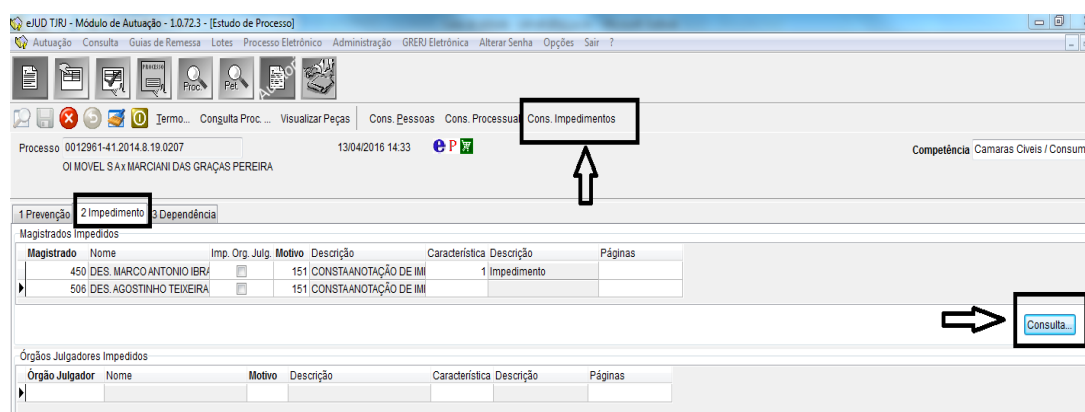 eJUD TJRJ - Módulo de Autuação - 1.0.72.3 - [Estudo de Processo]
Autuação Consulta Guias de Remessa Lotes Processo Eletrônico Administração GRERJ Eletrônica Alterar Senha Opções Sair ?
PROCESSO Proc. Pet.
Termo... Consulta Proc. ... Visualizar Peças Cons. Pessoas Cons. Processual Cons. Impedimentos
Processo 0012961-41.2014.8.19.0207 13/04/2016 14:33 e P Competência Camaras Civeis / Consum
OI MOVEL S A x MARCIANI DAS GRAÇAS PEREIRA
1 Prevenção 2 Impedimento 3 Dependência
Magistrados Impedidos
Magistrado Nome Imp. Org. Julg. Motivo Descrição Característica Descrição Páginas
450 DES. MARCO ANTONIO IBRA 151 CONSTA ANOTAÇÃO DE IMI 1 Impedimento
506 DES. AGOSTINHO TEIXEIRA 151 CONSTA ANOTAÇÃO DE IMI
Consulta...
Órgãos Julgadores Impedidos
Órgão Julgador Nome Motivo Descrição Característica Descrição Páginas